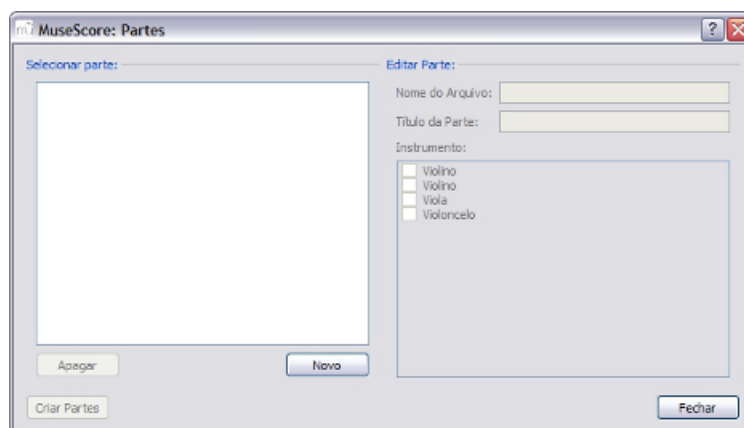 MuseScore: Partes
Selecionar parte:
Editar Parte:
Nome do Arquivo:
Título da Parte:
Instrumento:
Violino
Violino
Viola
Violoncelo
Apagar
Novo
Criar Partes
Fechar